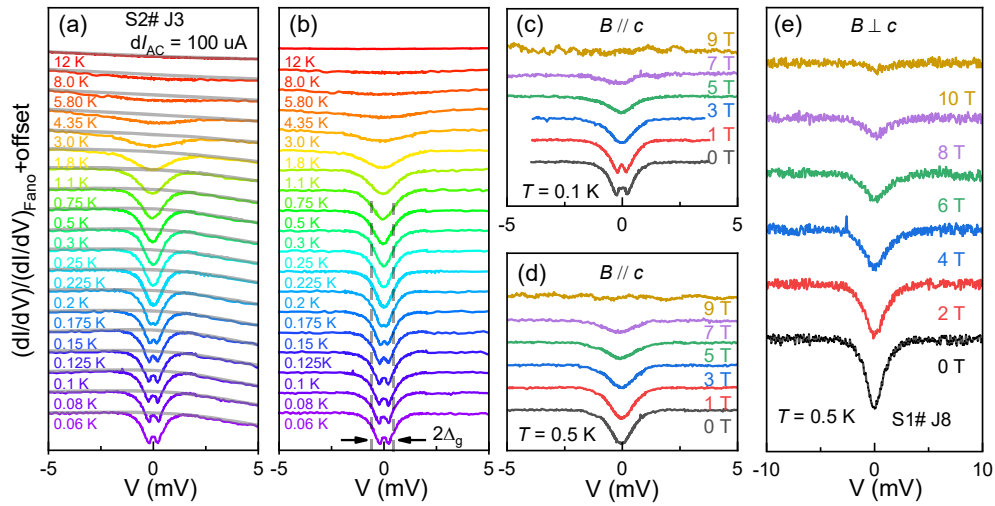 (dI/dV)/(dI/dV)Fano+offset
(a)
S2# J3
dIAC = 100 uA
12 K
8.0 K
5.80 K
4.35 K
3.0 K
1.8 K
1.1 K
0.75 K
0.5 K
0.3 K
0.25 K
0.225 K
0.2 K
0.175 K
0.15 K
0.125K
0.1 K
0.08 K
0.06 K
-5
0
5
V (mV)
(b)
12 K
8.0 K
5.80 K
4.35 K
3.0 K
1.8 K
1.1 K
0.75 K
0.5 K
0.3 K
0.25 K
0.225 K
0.2 K
0.175 K
0.15 K
0.125K
0.1 K
0.08 K
0.06 K
2Δg
-5
0
5
V (mV)
(c)
B // c
9 T
7 T
5 T
3 T
1 T
0 T
T = 0.1 K
-5
0
5
(d)
B // c
9 T
7 T
5 T
3 T
1 T
0 T
T = 0.5 K
-5
0
5
V (mV)
(e)
B ⊥ c
10 T
8 T
6 T
4 T
2 T
0 T
T = 0.5 K
S1# J8
-10
0
10
V (mV)